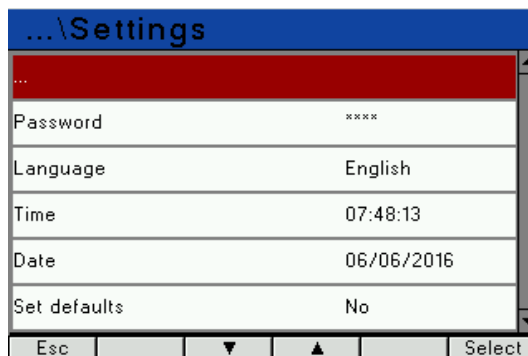 ...\Settings
...
Password ****
Language English
Time 07:48:13
Date 06/06/2016
Set defaults No
Esc ▼ ▲ Select